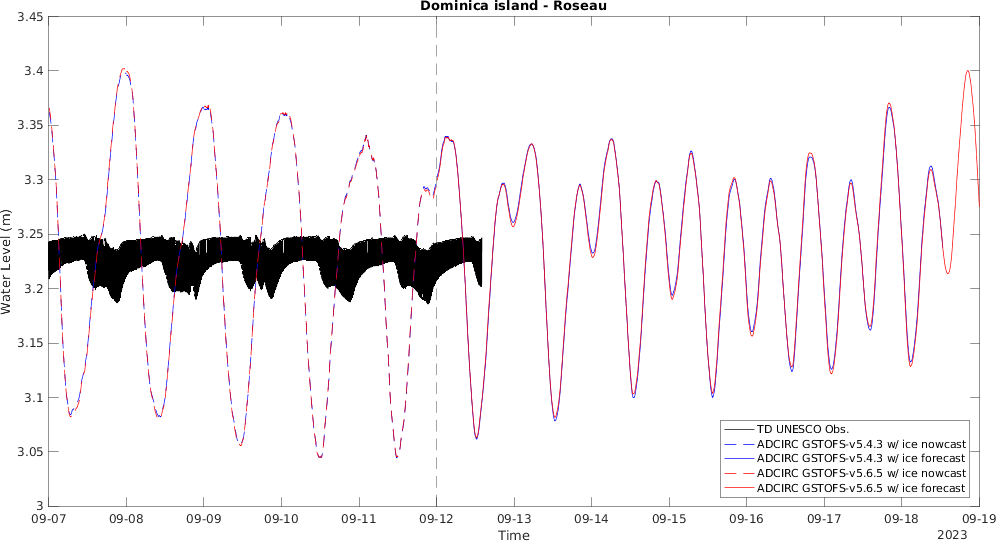 Dominica island - Roseau
3.45
3.4
3.35
3.3
3.25
3.2
3.15
3.1
3.05
3
Water Level (m)
TD UNESCO Obs.
ADCIRC GSTOFS-v5.4.3 w/ ice nowcast
ADCIRC GSTOFS-v5.4.3 w/ ice forecast
ADCIRC GSTOFS-v5.6.5 w/ ice nowcast
ADCIRC GSTOFS-v5.6.5 w/ ice forecast
09-07 09-08 09-09 09-10 09-11 09-12 09-13 09-14 09-15 09-16 09-17 09-18 09-19
Time
2023